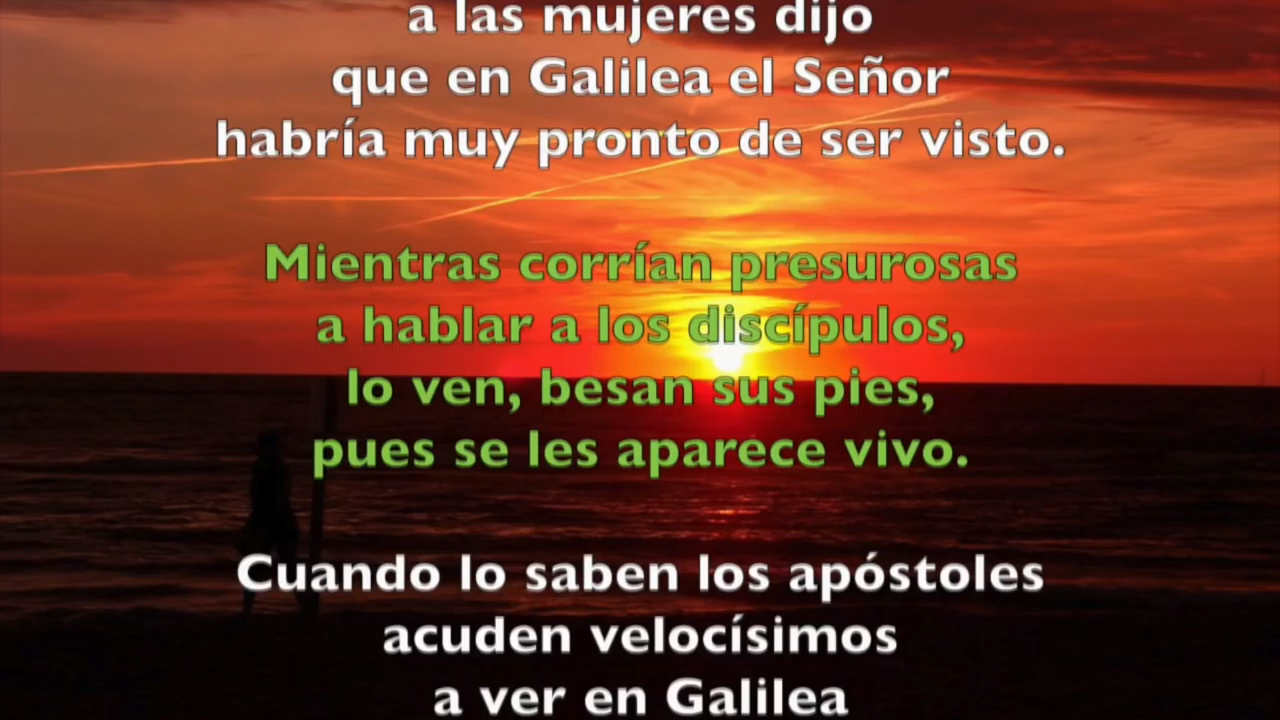 a las mujeres dijo
que en Galilea el Señor
habría muy pronto de ser visto.
Mientras corrían presurosas
a hablar a los discípulos,
lo ven, besan sus pies,
pues se les aparece vivo.
Cuando lo saben los apóstoles
acuden velocísimos
a ver en Galilea